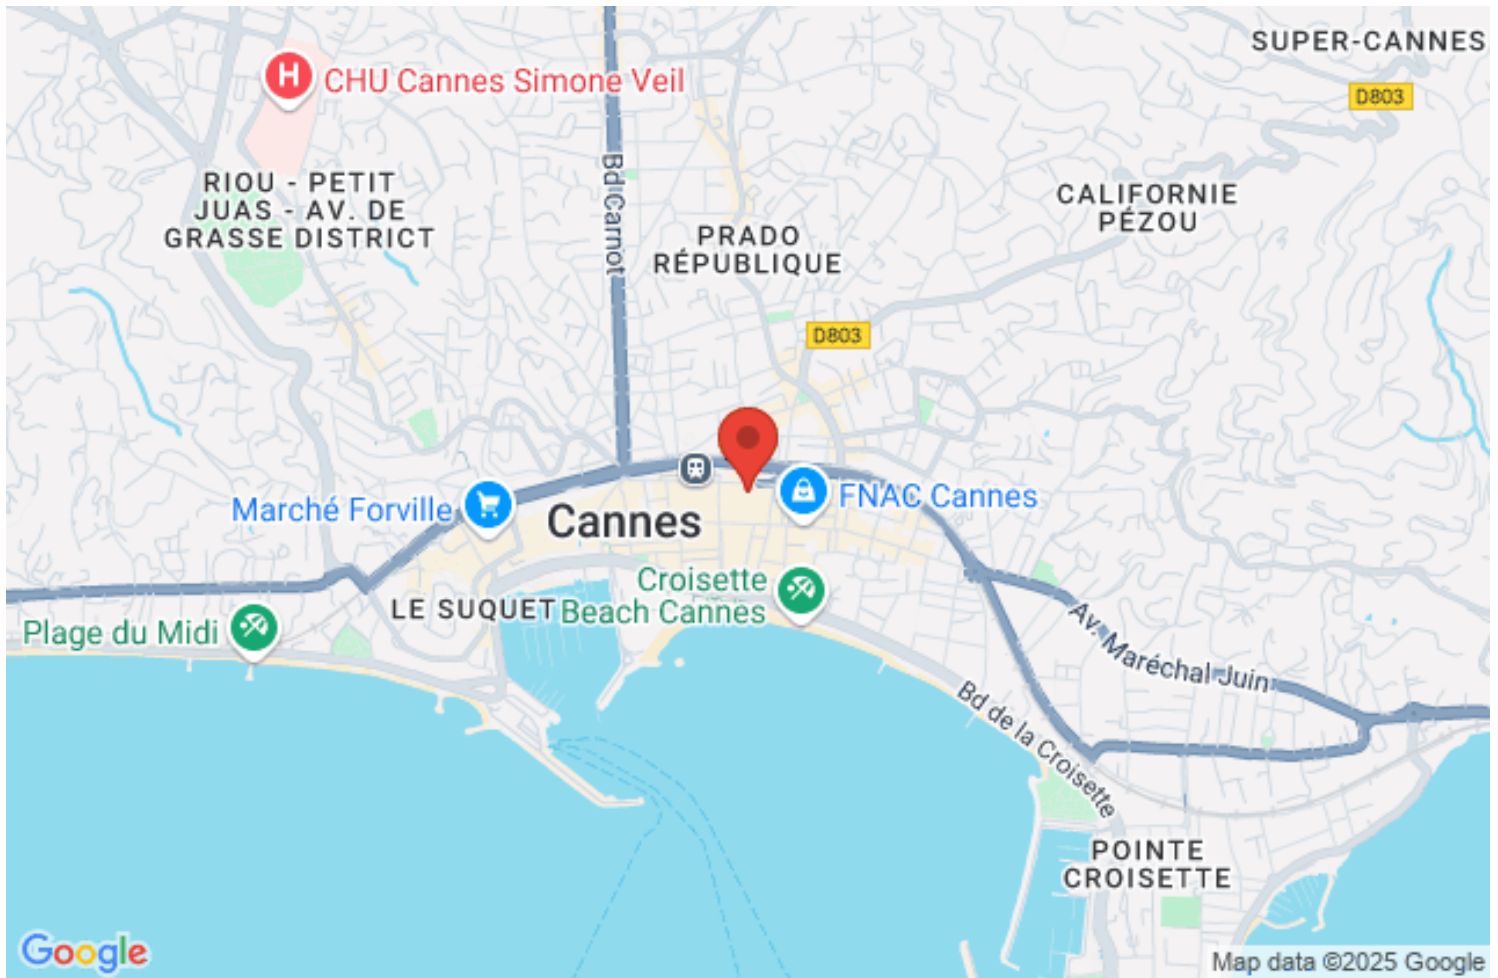 SUPER-CANNES
D803
CHU Cannes Simone Veil
Bd Carnot
RIOU - PETIT
JUAS - AV. DE
GRASSE DISTRICT
CALIFORNIE
PÉZOU
PRADO
RÉPUBLIQUE
D803
Marché Forville
FNAC Cannes
Cannes
Croisette
Beach Cannes
LE SUQUET
Plage du Midi
Av. Maréchal Juin
Bd de la Croisette
POINTE
CROISETTE
Google
Map data ©2025 Google